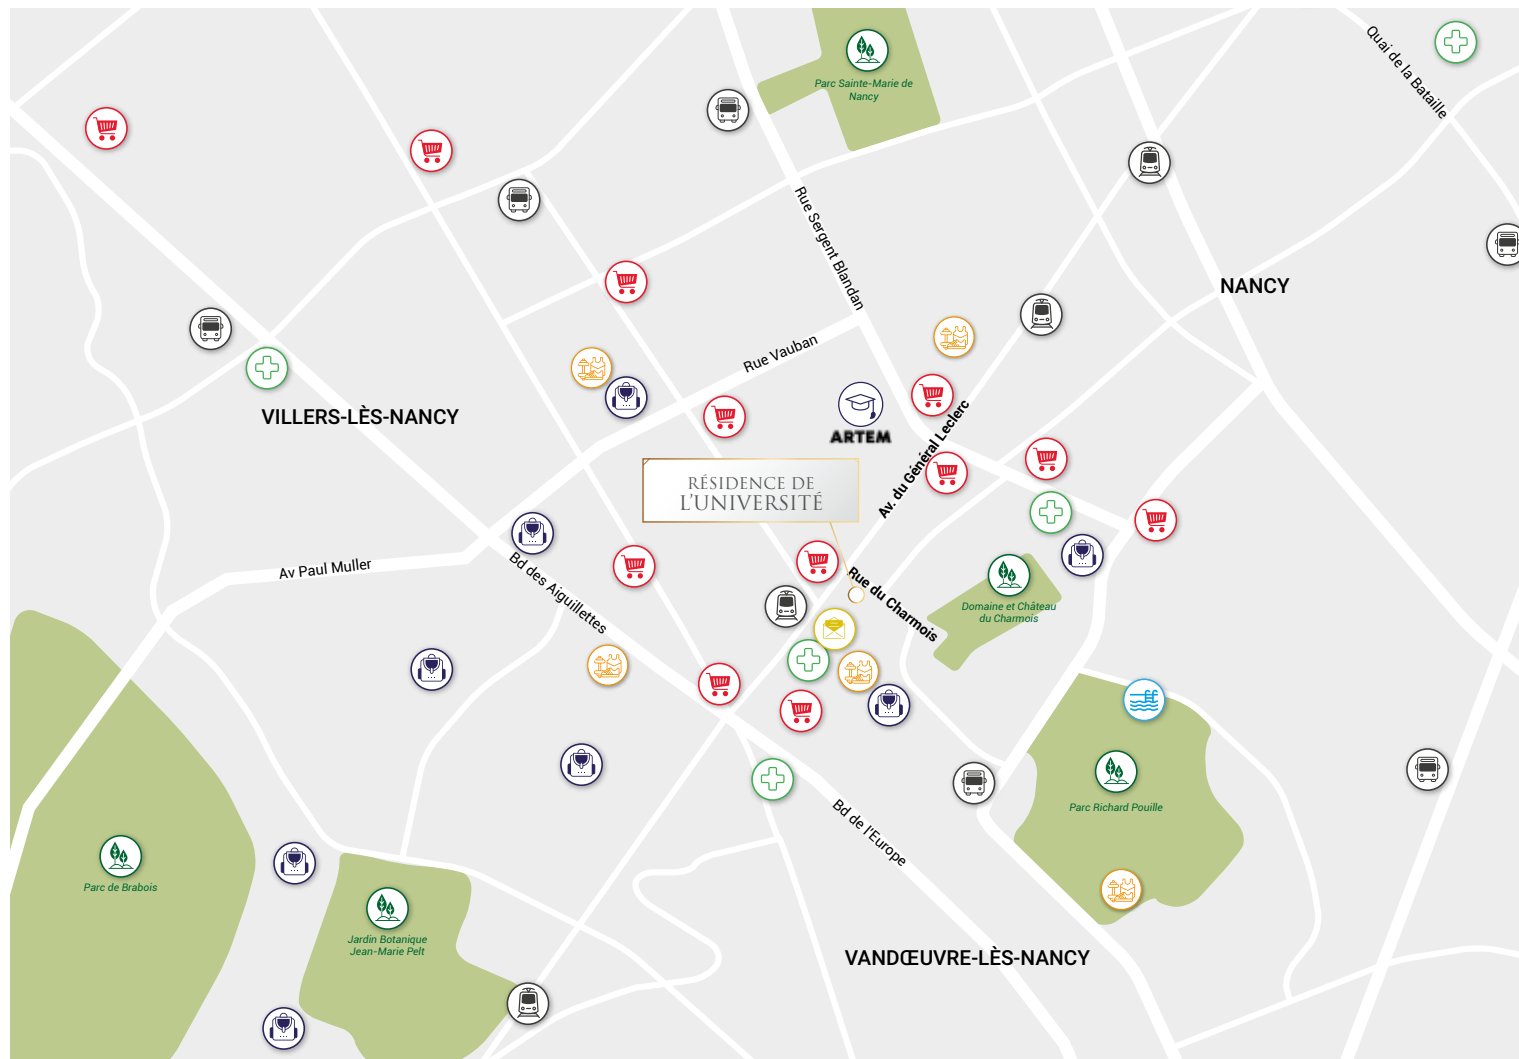 Quai de la Bataille
Parc Sainte-Marie de
Nancy
Rue Sergent Blandan
NANCY
Rue Vauban
VILLERS-LÈS-NANCY
ARTEM
Av. du Général Leclerc
RÉSIDENCE DE
L'UNIVERSITÉ
Av Paul Muller
Bd des Aiguillettes
Rue du Charmois
Domaine et Château
du Charmois
Parc Richard Pouille
Bd de l'Europe
Parc de Brabois
Jardin Botanique
Jean-Marie Pelt
VANDŒUVRE-LÈS-NANCY